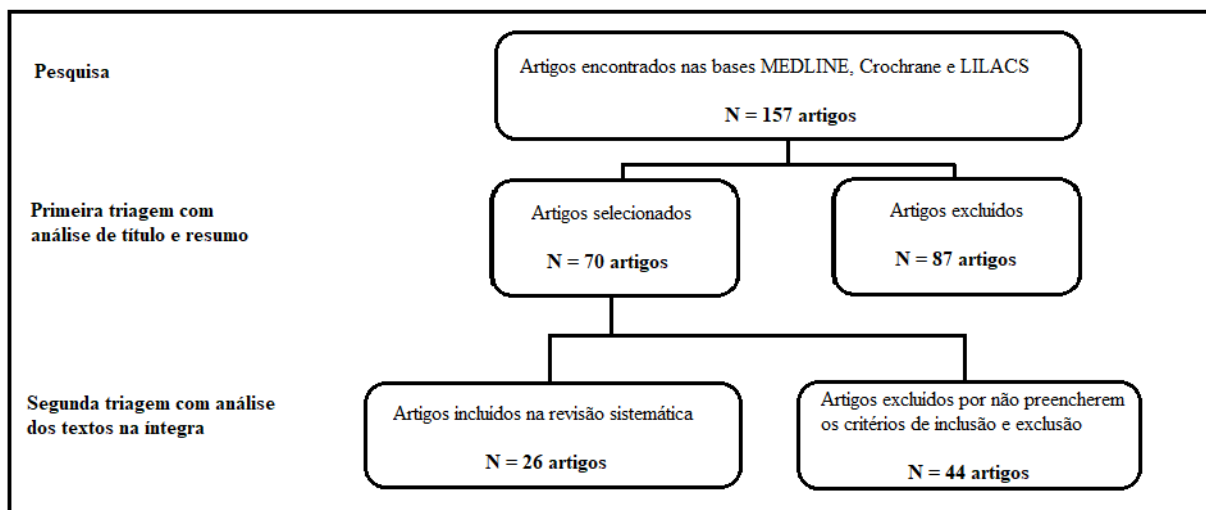 Pesquisa
Artigos encontrados nas bases MEDLINE, Crochrane e LILACS
N = 157 artigos
Primeira triagem com
análise de título e resumo
Artigos selecionados
N = 70 artigos
Artigos excluídos
N = 87 artigos
Segunda triagem com análise
dos textos na íntegra
Artigos incluídos na revisão sistemática
N = 26 artigos
Artigos excluídos por não preencherem
os critérios de inclusão e exclusão
N = 44 artigos